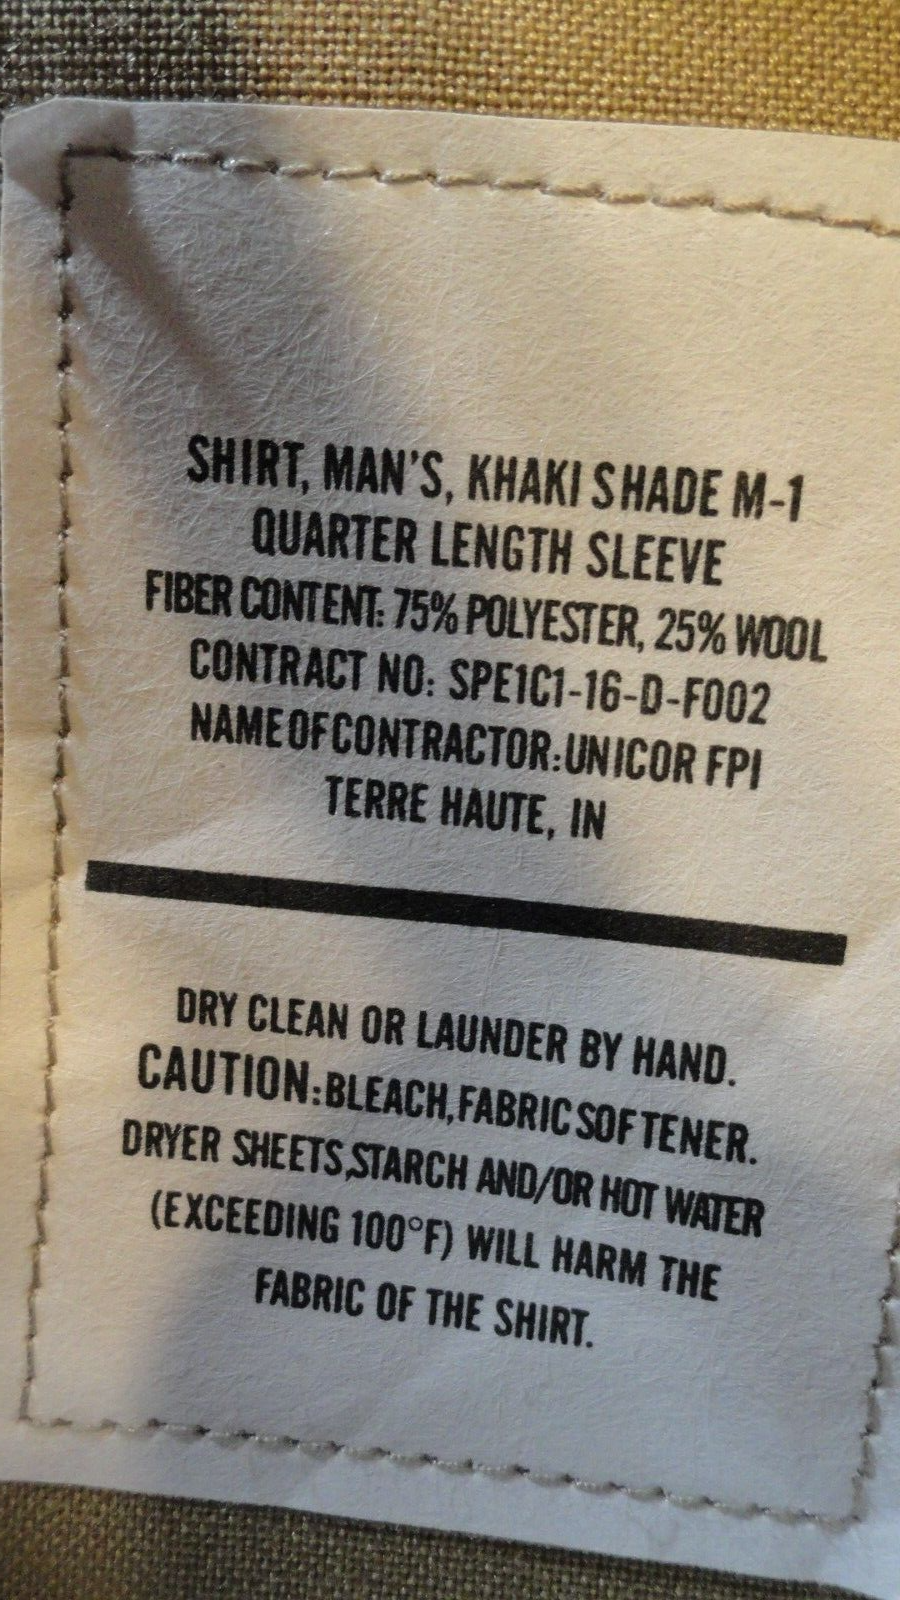 SHIRT, MAN'S, KHAKI SHADE M-1
QUARTER LENGTH SLEEVE
FIBER CONTENT: 75% POLYESTER, 25% WOOL
CONTRACT NO: SPE1C1-16-D-F002
NAME OF CONTRACTOR: UNICOR FPI
TERRE HAUTE, IN
DRY CLEAN OR LAUNDER BY HAND.
CAUTION: BLEACH, FABRIC SOFTENER.
DRYER SHEETS, STARCH AND/OR HOT WATER
(EXCEEDING 100°F) WILL HARM THE
FABRIC OF THE SHIRT.